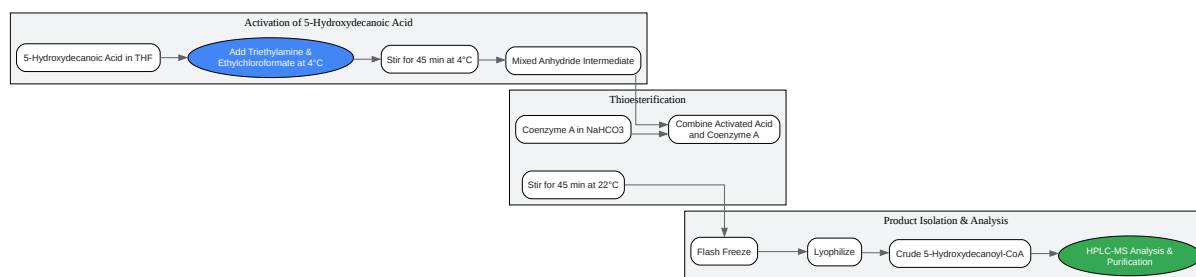 Activation of 5-Hydroxydecanoic Acid
5-Hydroxydecanoic Acid in THF
Add Triethylamine &
Ethylchloroformate at 4°C
Stir for 45 min at 4°C
Mixed Anhydride Intermediate
Thioesterification
Coenzyme A in NaHCO3
Combine Activated Acid
and Coenzyme A
Stir for 45 min at 22°C
Product Isolation & Analysis
Flash Freeze
Lyophilize
Crude 5-Hydroxydecanoyl-CoA
HPLC-MS Analysis &
Purification